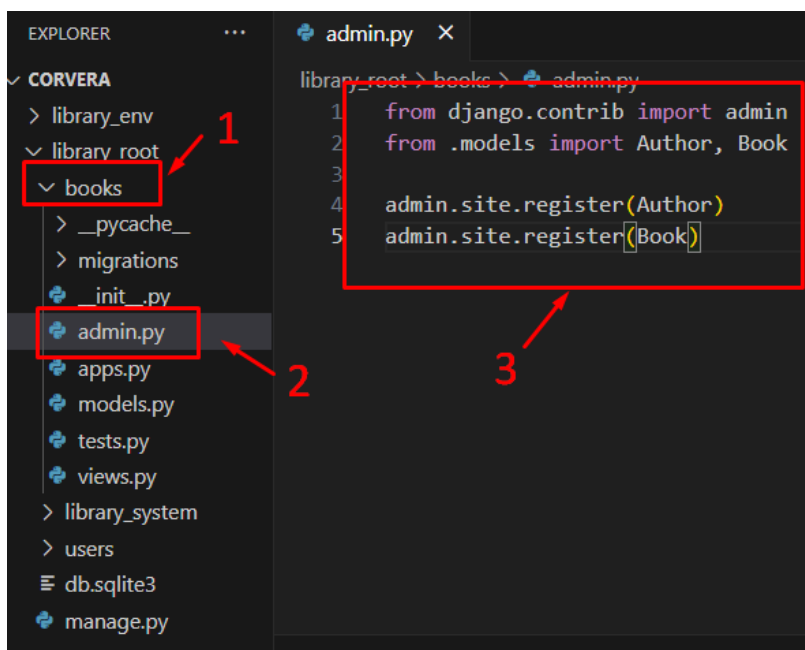 EXPLORER ···
CORVERA
library_env
library_root
books
__pycache__
migrations
__init__.py
admin.py
apps.py
models.py
tests.py
views.py
library_system
users
db.sqlite3
manage.py
1
2
admin.py ×
library_root > books > admin.py
1 from django.contrib import admin
2 from .models import Author, Book
3
4 admin.site.register(Author)
5 admin.site.register(Book)
3